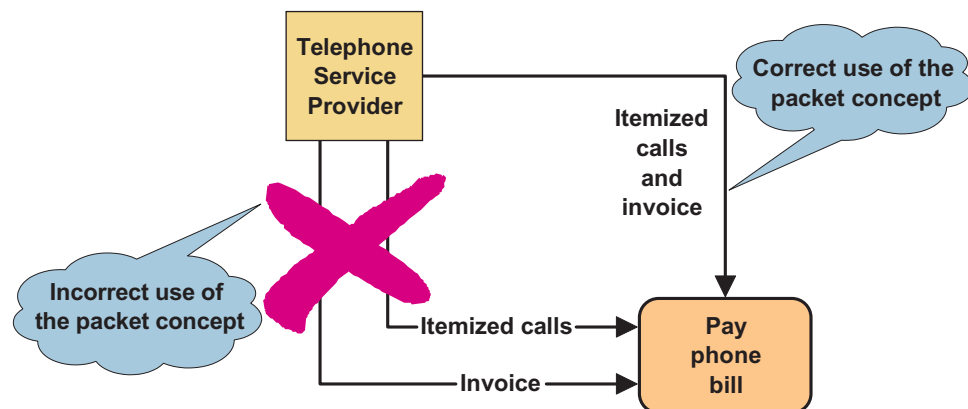 Telephone
Service
Provider
Correct use of the
packet concept
Itemized
calls
and
invoice
Incorrect use of
the packet concept
Itemized calls
Invoice
Pay
phone
bill